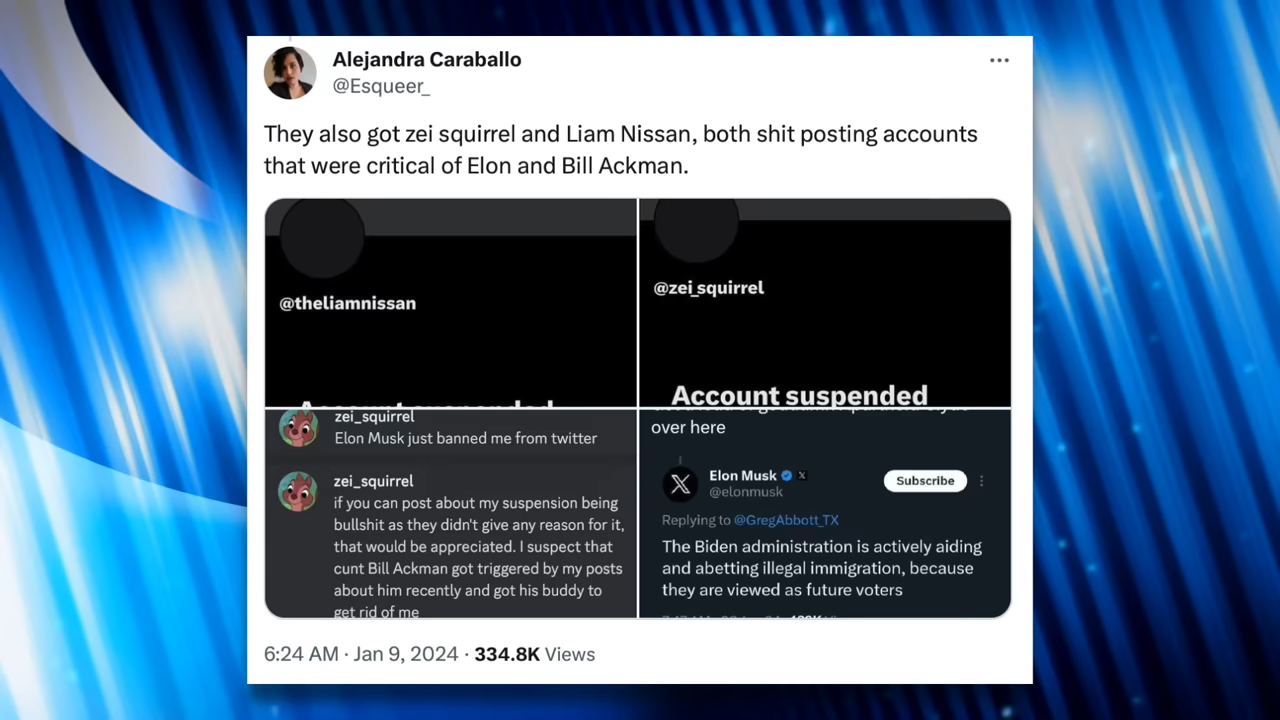 Alejandra Caraballo
@Esqueer_
They also got zei squirrel and Liam Nissan, both shit posting accounts
that were critical of Elon and Bill Ackman.
@theliamnissan
Account suspended
@zei_squirrel
Account suspended
zei_squirrel
Elon Musk just banned me from twitter
zei_squirrel
if you can post about my suspension being
bullshit as they didn't give any reason for it,
that would be appreciated. I suspect that
cunt Bill Ackman got triggered by my posts
about him recently and got his buddy to
get rid of me
over here
Elon Musk
Subscribe
@elonmusk
Replying to @GregAbbott_TX
The Biden administration is actively aiding
and abetting illegal immigration, because
they are viewed as future voters
6:24 AM · Jan 9, 2024 · 334.8K Views